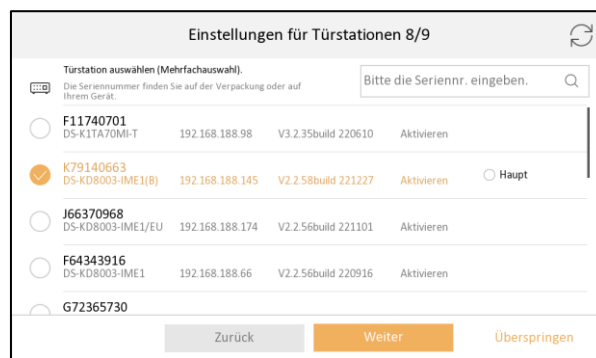 Einstellungen für Türstationen 8/9
Türstation auswählen (Mehrfachauswahl).
Die Seriennummer finden Sie auf der Verpackung oder auf
Ihrem Gerät.
Bitte die Seriennr. eingeben.
F11740701
DS-K1TA70MI-T 192.168.188.98 V3.2.35build 220610 Aktivieren
K79140663
DS-KD8003-IME1(B) 192.168.188.145 V2.2.58build 221227 Aktivieren Haupt
J66370968
DS-KD8003-IME1/EU 192.168.188.174 V2.2.56build 221101 Aktivieren
F64343916
DS-KD8003-IME1 192.168.188.66 V2.2.56build 220916 Aktivieren
G72365730
Zurück Weiter Überspringen